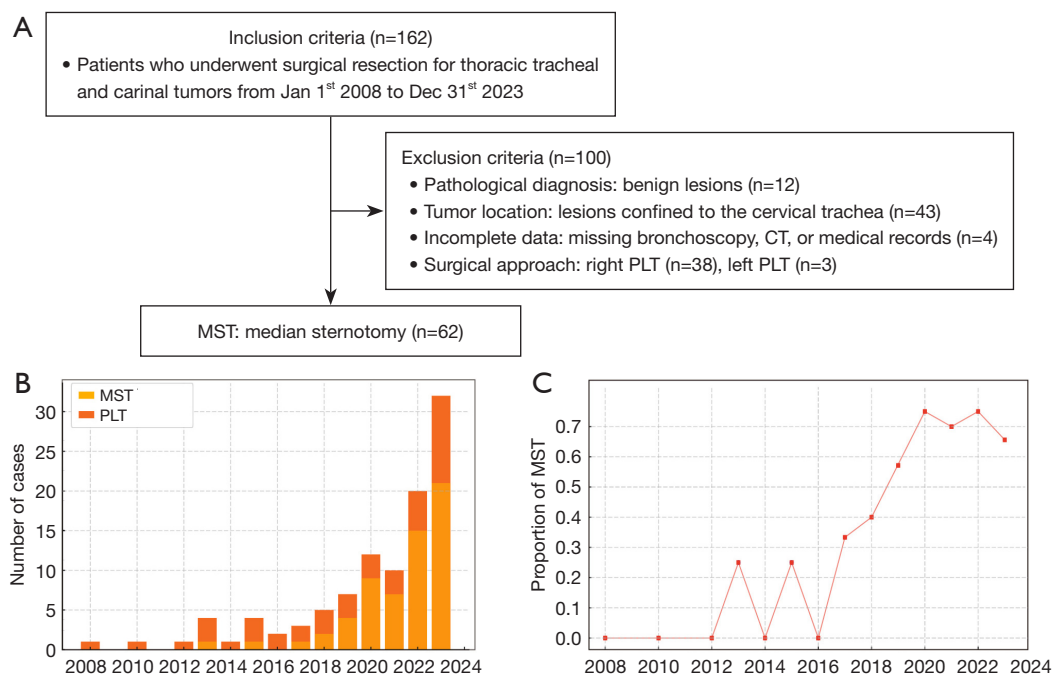 A
Inclusion criteria (n=162)
• Patients who underwent surgical resection for thoracic tracheal
and carinal tumors from Jan 1st 2008 to Dec 31st 2023
Exclusion criteria (n=100)
• Pathological diagnosis: benign lesions (n=12)
• Tumor location: lesions confined to the cervical trachea (n=43)
• Incomplete data: missing bronchoscopy, CT, or medical records (n=4)
• Surgical approach: right PLT (n=38), left PLT (n=3)
MST: median sternotomy (n=62)
B
MST
PLT
Number of cases
30
25
20
15
10
5
0
2008 2010 2012 2014 2016 2018 2020 2022 2024
C
Proportion of MST
0.7
0.6
0.5
0.4
0.3
0.2
0.1
0.0
2008 2010 2012 2014 2016 2018 2020 2022 2024